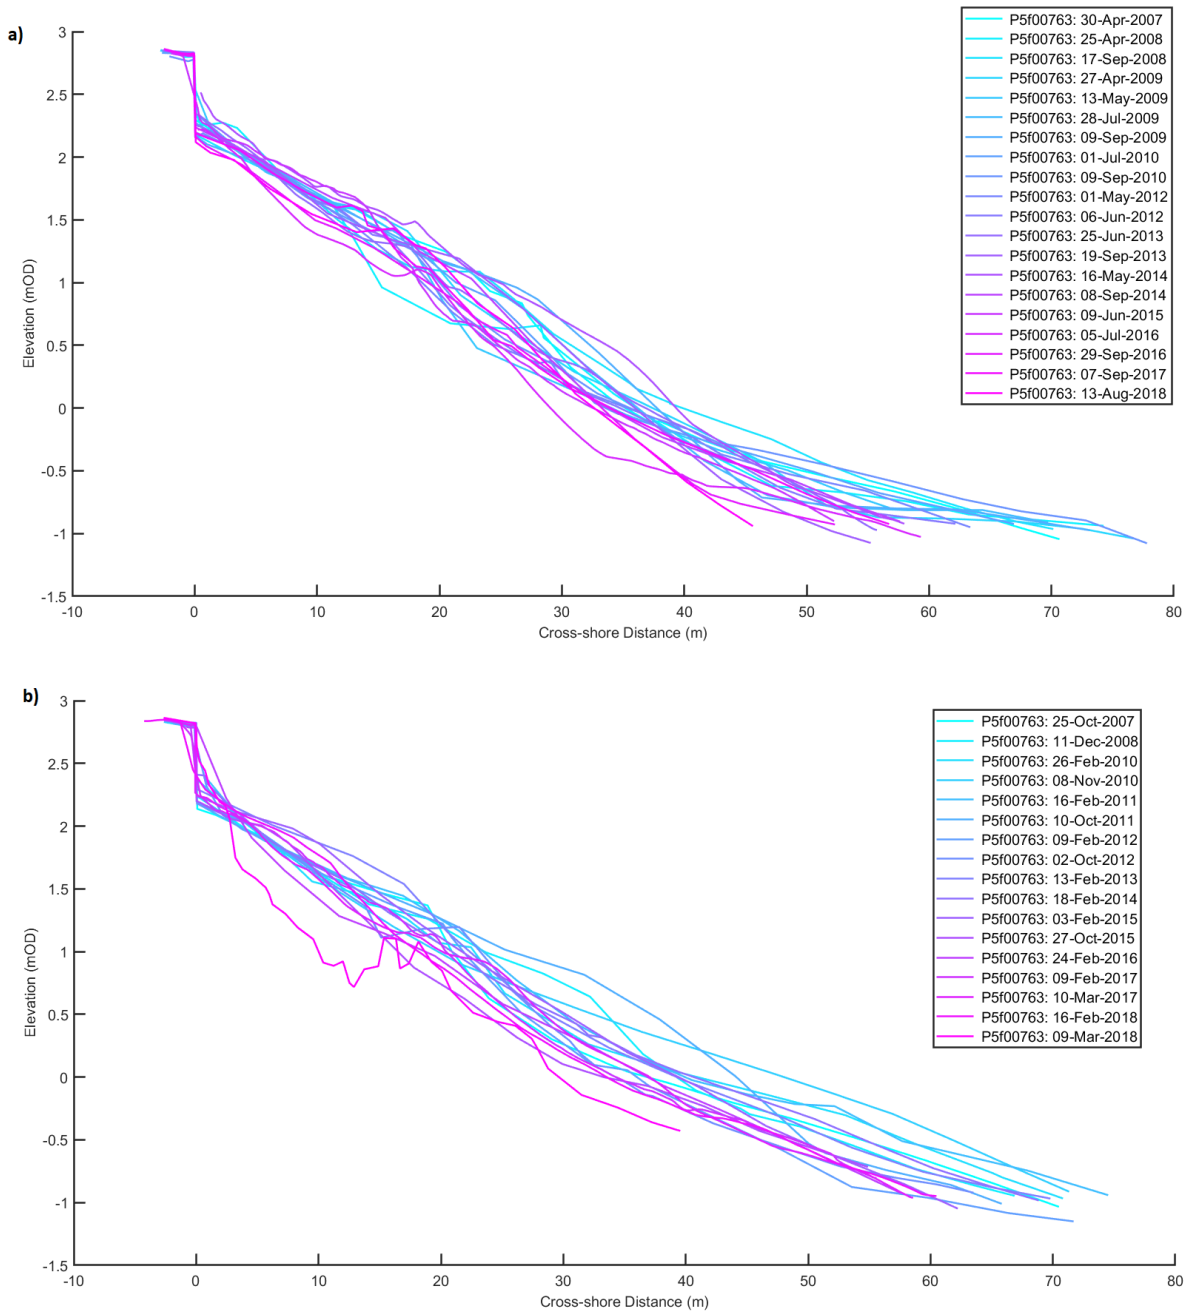 a)
3
2.5
2
1.5
1
0.5
0
-0.5
-1
-1.5
Elevation (mOD)
-10 0 10 20 30 40 50 60 70 80
Cross-shore Distance (m)
P5f00763: 30-Apr-2007
P5f00763: 25-Apr-2008
P5f00763: 17-Sep-2008
P5f00763: 27-Apr-2009
P5f00763: 13-May-2009
P5f00763: 28-Jul-2009
P5f00763: 09-Sep-2009
P5f00763: 01-Jul-2010
P5f00763: 09-Sep-2010
P5f00763: 01-May-2012
P5f00763: 06-Jun-2012
P5f00763: 25-Jun-2013
P5f00763: 19-Sep-2013
P5f00763: 16-May-2014
P5f00763: 08-Sep-2014
P5f00763: 09-Jun-2015
P5f00763: 05-Jul-2016
P5f00763: 29-Sep-2016
P5f00763: 07-Sep-2017
P5f00763: 13-Aug-2018
b)
3
2.5
2
1.5
1
0.5
0
-0.5
-1
-1.5
Elevation (mOD)
-10 0 10 20 30 40 50 60 70 80
Cross-shore Distance (m)
P5f00763: 25-Oct-2007
P5f00763: 11-Dec-2008
P5f00763: 26-Feb-2010
P5f00763: 08-Nov-2010
P5f00763: 16-Feb-2011
P5f00763: 10-Oct-2011
P5f00763: 09-Feb-2012
P5f00763: 02-Oct-2012
P5f00763: 13-Feb-2013
P5f00763: 18-Feb-2014
P5f00763: 03-Feb-2015
P5f00763: 27-Oct-2015
P5f00763: 24-Feb-2016
P5f00763: 09-Feb-2017
P5f00763: 10-Mar-2017
P5f00763: 16-Feb-2018
P5f00763: 09-Mar-2018